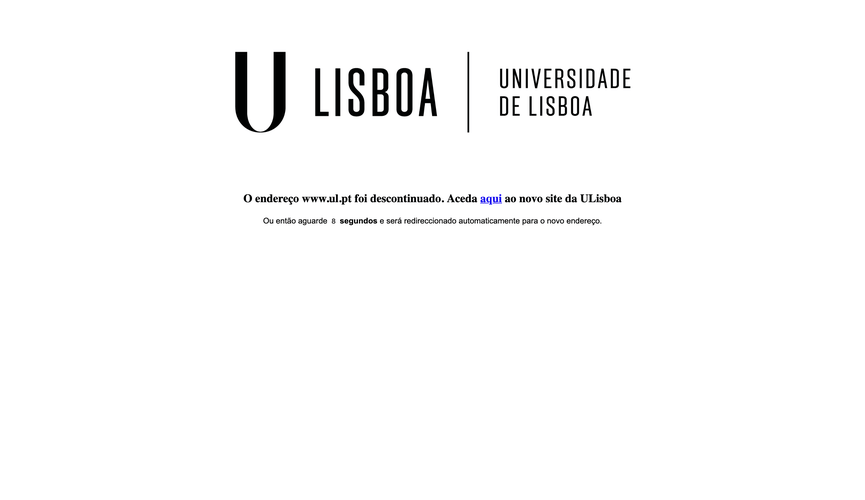 U LISBOA
UNIVERSIDADE
DE LISBOA
O endereço www.ul.pt foi descontinuado. Aceda aqui ao novo site da ULisboa
Ou então aguarde 8 segundos e será redireccionado automaticamente para o novo endereço.